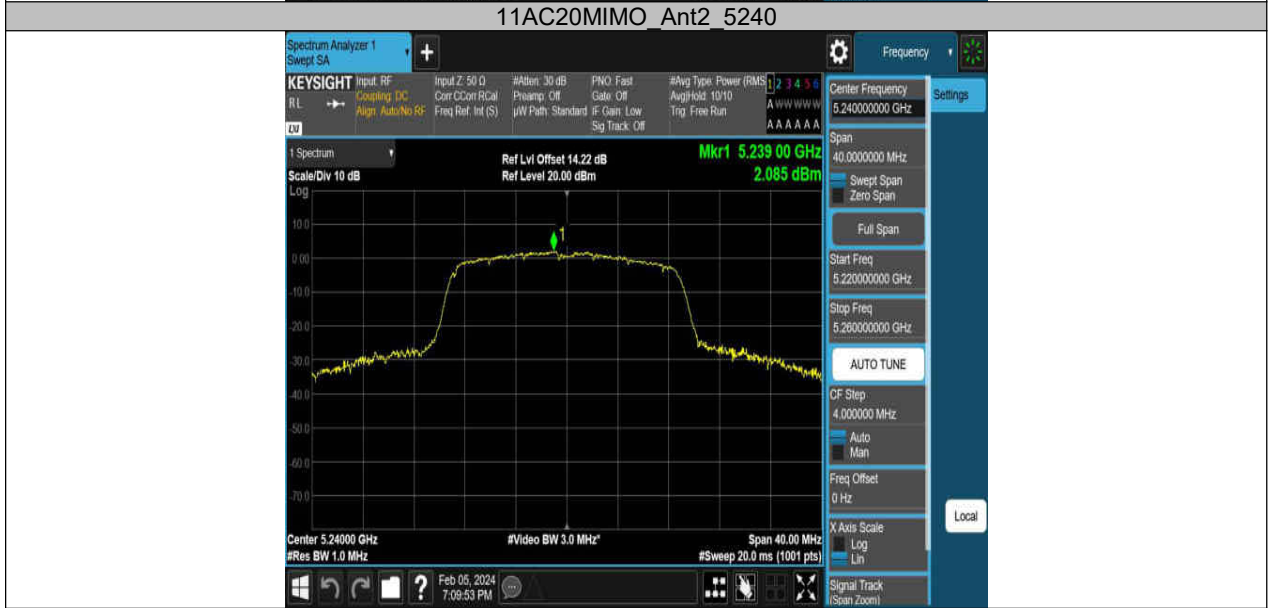 11AC20MIMO_Ant2_5240
Spectrum Analyzer 1
Swept SA
+
Frequency
KEYSIGHT
RL
LXI
Input: RF
Coupling: DC
Align: Auto/No RF
Input Z: 50 Ω
Corr CCorr RCal
Freq Ref: Int (S)
#Atten: 30 dB
Preamp: Off
µW Path: Standard
PNO: Fast
Gate: Off
IF Gain: Low
Sig Track: Off
#Avg Type: Power (RMS
Avg|Hold: 10/10
Trig: Free Run
1 2 3 4 5 6
A W W W W W
A A A A A A
Center Frequency
5.240000000 GHz
Settings
1 Spectrum
Scale/Div 10 dB
Ref Lvl Offset 14.22 dB
Ref Level 20.00 dBm
Mkr1 5.239 00 GHz
2.085 dBm
Span
40.0000000 MHz
Swept Span
Zero Span
Full Span
Start Freq
5.220000000 GHz
Stop Freq
5.260000000 GHz
AUTO TUNE
CF Step
4.000000 MHz
Auto
Man
Freq Offset
0 Hz
X Axis Scale
Log
Lin
Signal Track
(Span Zoom)
Local
Log
10.0
0.00
-10.0
-20.0
-30.0
-40.0
-50.0
-60.0
-70.0
1
Center 5.24000 GHz
#Res BW 1.0 MHz
#Video BW 3.0 MHz*
Span 40.00 MHz
#Sweep 20.0 ms (1001 pts)
?
Feb 05, 2024
7:09:53 PM